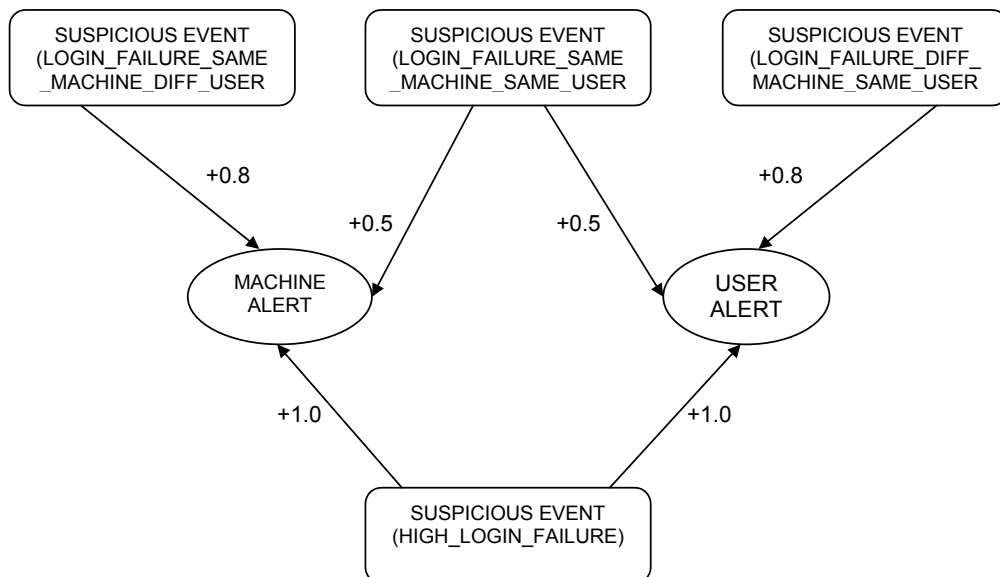 SUSPICIOUS EVENT
(LOGIN_FAILURE_SAME
_MACHINE_DIFF_USER
SUSPICIOUS EVENT
(LOGIN_FAILURE_SAME
_MACHINE_SAME_USER
SUSPICIOUS EVENT
(LOGIN_FAILURE_DIFF_
MACHINE_SAME_USER
+0.8
+0.5
+0.5
+0.8
MACHINE
ALERT
USER
ALERT
+1.0
+1.0
SUSPICIOUS EVENT
(HIGH_LOGIN_FAILURE)